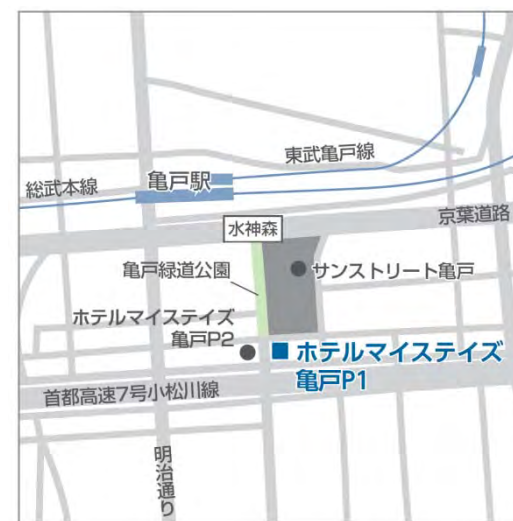 東武亀戸線
総武本線
亀戸駅
京葉道路
水神森
亀戸緑道公園
サンストリート亀戸
ホテルマイステイズ
亀戸P2
ホテルマイステイズ
亀戸P1
首都高速7号小松川線
明治通り